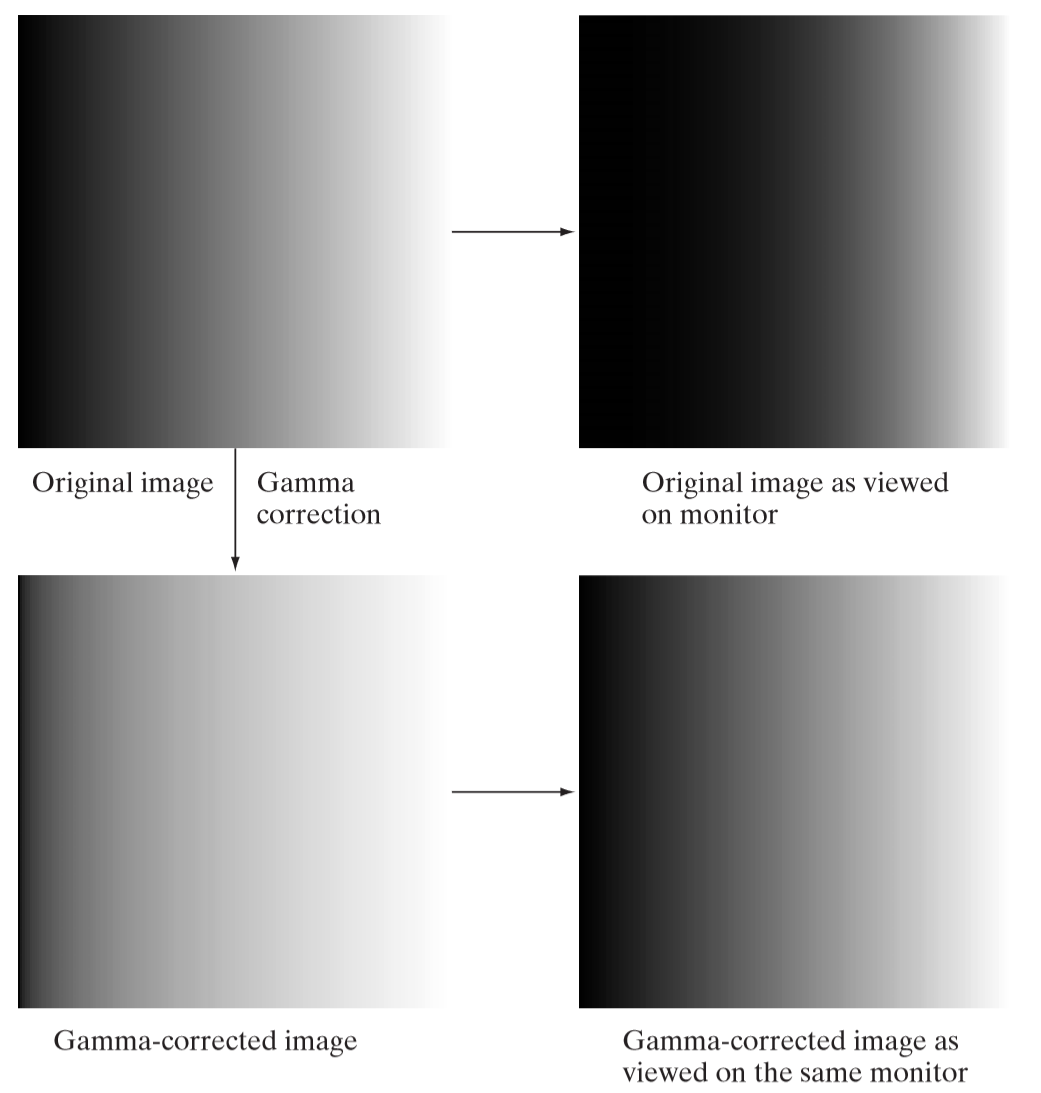 Original image
Gamma
correction
Original image as viewed
on monitor
Gamma-corrected image
Gamma-corrected image as
viewed on the same monitor